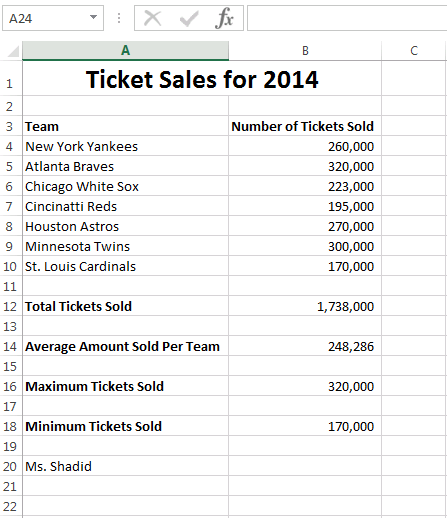 A24 fx
A B C
1 Ticket Sales for 2014
2
3 Team Number of Tickets Sold
4 New York Yankees 260,000
5 Atlanta Braves 320,000
6 Chicago White Sox 223,000
7 Cincinatti Reds 195,000
8 Houston Astros 270,000
9 Minnesota Twins 300,000
10 St. Louis Cardinals 170,000
11
12 Total Tickets Sold 1,738,000
13
14 Average Amount Sold Per Team 248,286
15
16 Maximum Tickets Sold 320,000
17
18 Minimum Tickets Sold 170,000
19
20 Ms. Shadid
21
22